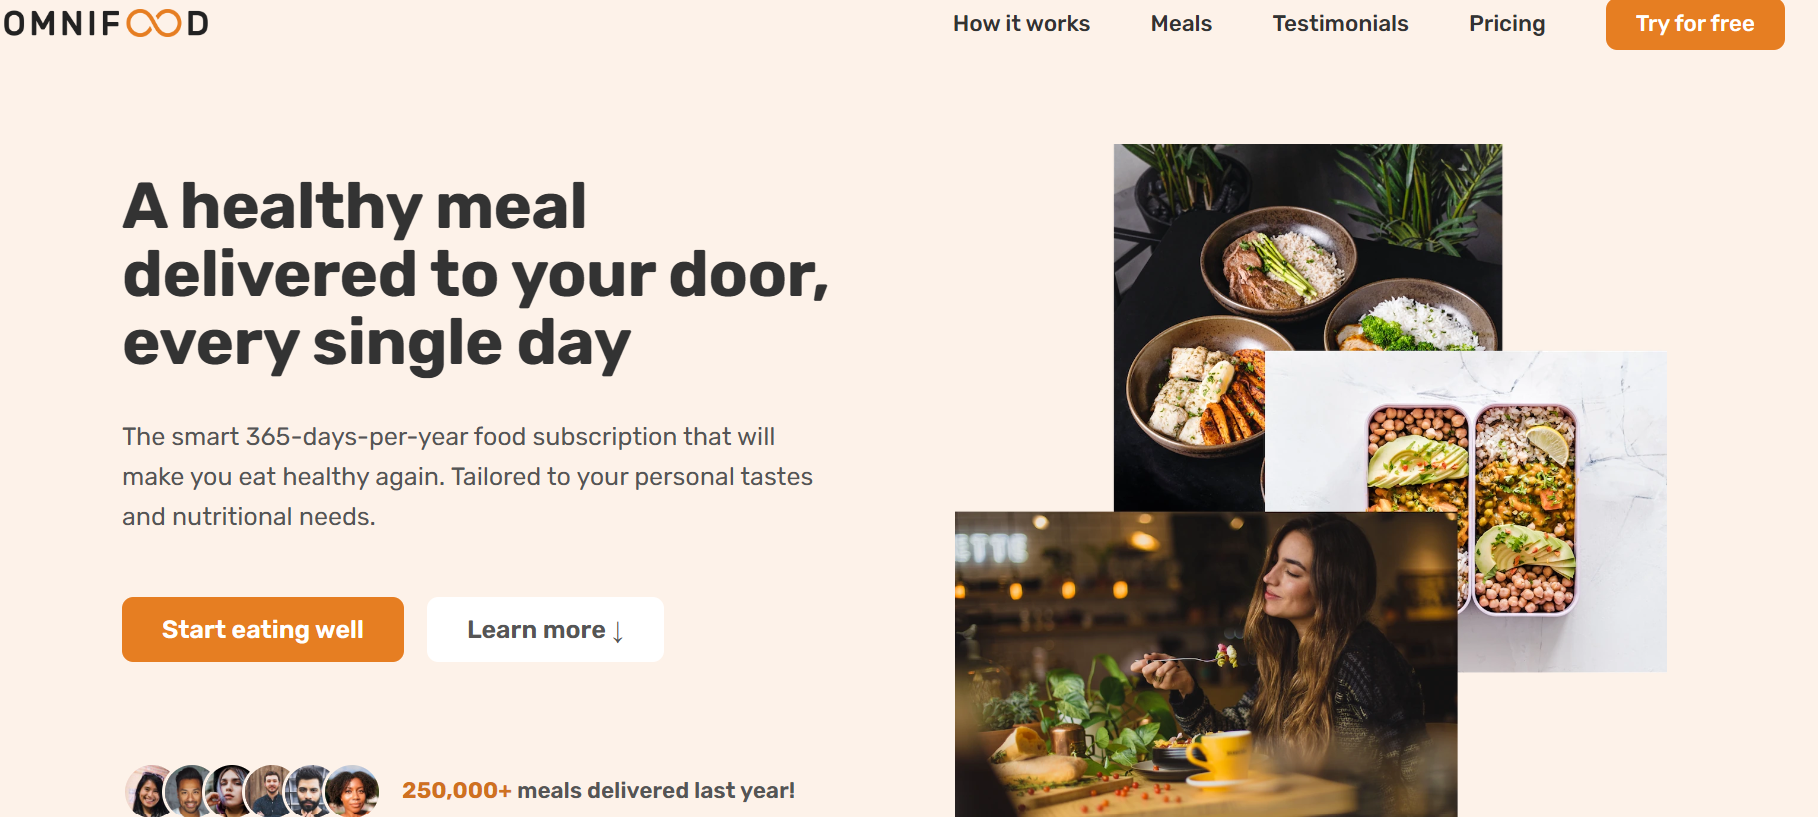 OMNIFOOD
How it works
Meals
Testimonials
Pricing
Try for free
A healthy meal
delivered to your door,
every single day
The smart 365-days-per-year food subscription that will
make you eat healthy again. Tailored to your personal tastes
and nutritional needs.
Start eating well
Learn more ↓
250,000+ meals delivered last year!
ETTE